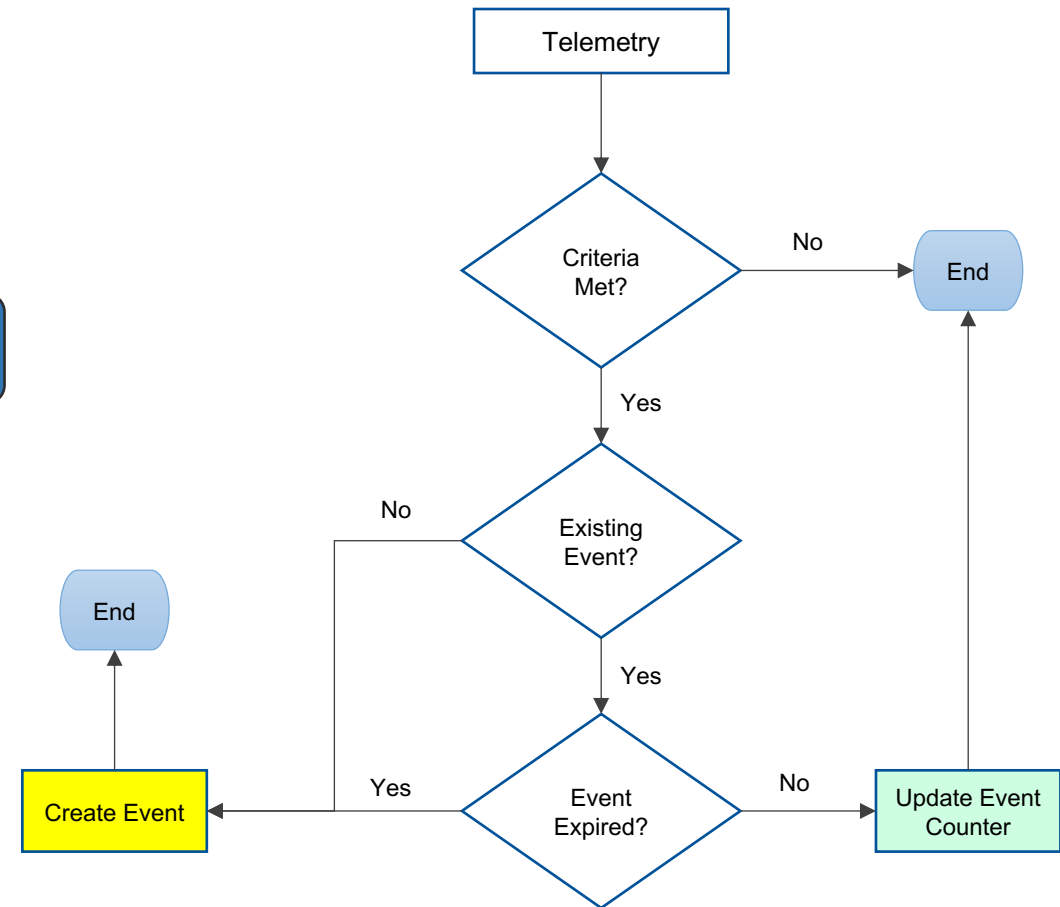 Telemetry
Criteria
Met?
No
End
Yes
No
Existing
Event?
End
Yes
Create Event
Yes
Event
Expired?
No
Update Event
Counter